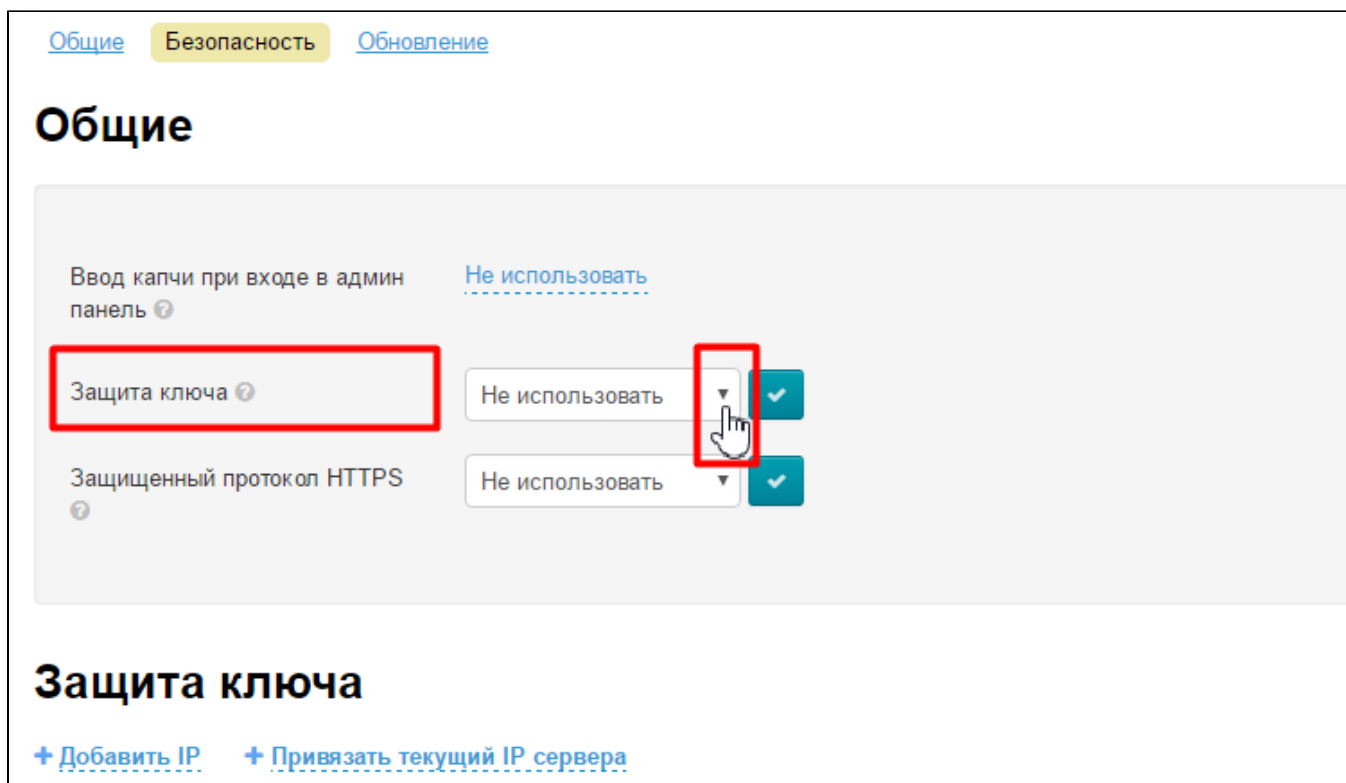 Общие Безопасность Обновление
Общие
Ввод капчи при входе в админ Не использовать
панель
Защита ключа Не использовать
Защищенный протокол HTTPS Не использовать
Защита ключа
+ Добавить IP + Привязать текущий IP сервера